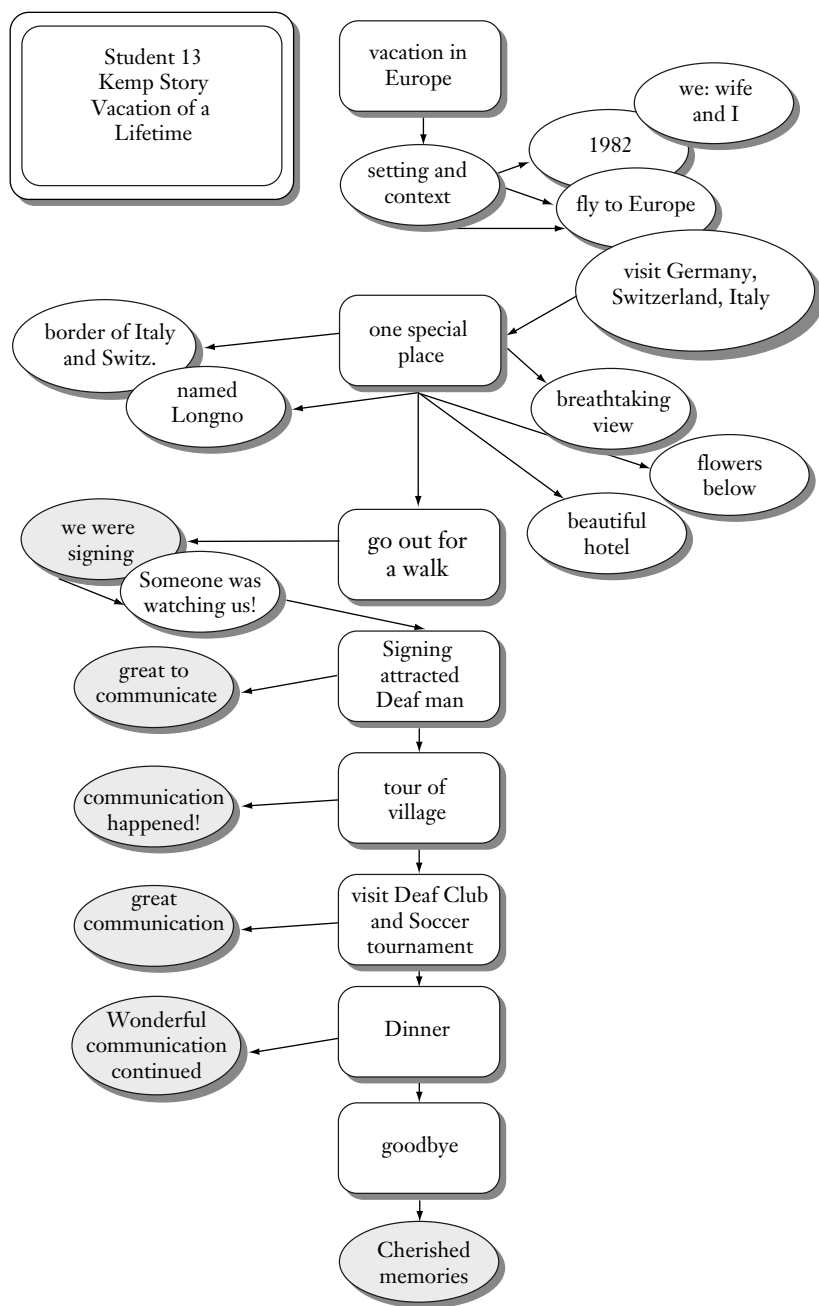 Student 13
Kemp Story
Vacation of a
Lifetime
vacation in
Europe
we: wife
and I
1982
setting and
context
fly to Europe
visit Germany,
Switzerland, Italy
border of Italy
and Switz.
one special
place
named
Longno
breathtaking
view
flowers
below
beautiful
hotel
we were
signing
go out for
a walk
Someone was
watching us!
Signing
attracted
Deaf man
great to
communicate
tour of
village
communication
happened!
visit Deaf Club
and Soccer
tournament
great
communication
Dinner
Wonderful
communication
continued
goodbye
Cherished
memories